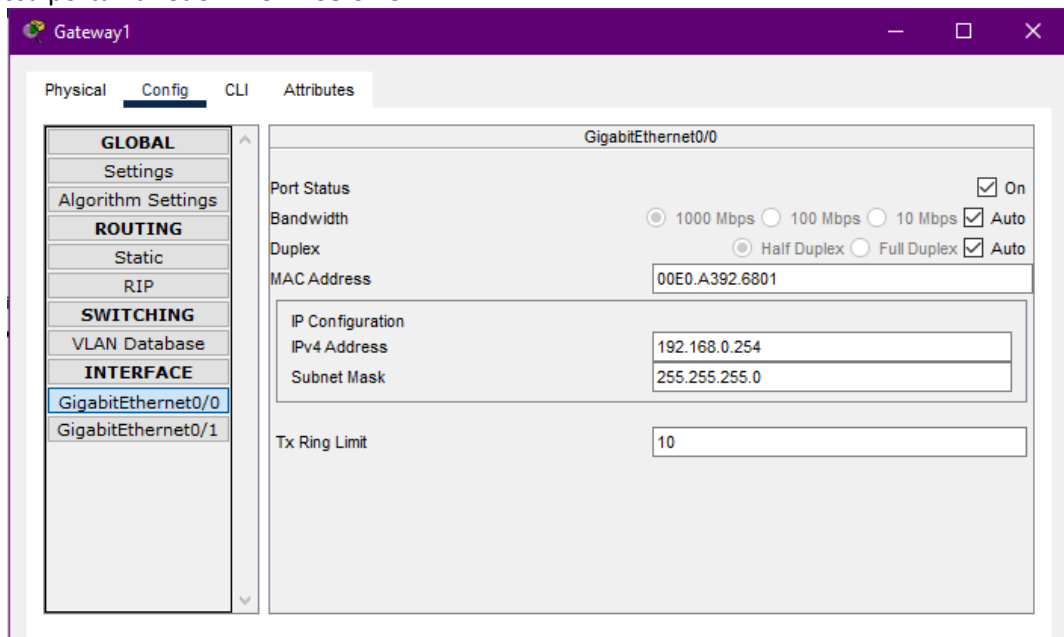 Gateway1
Physical Config CLI Attributes
GLOBAL
Settings
Algorithm Settings
ROUTING
Static
RIP
SWITCHING
VLAN Database
INTERFACE
GigabitEthernet0/0
GigabitEthernet0/1
GigabitEthernet0/0
Port Status On
Bandwidth 1000 Mbps 100 Mbps 10 Mbps Auto
Duplex Half Duplex Full Duplex Auto
MAC Address 00E0.A392.6801
IP Configuration
IPv4 Address 192.168.0.254
Subnet Mask 255.255.255.0
Tx Ring Limit 10